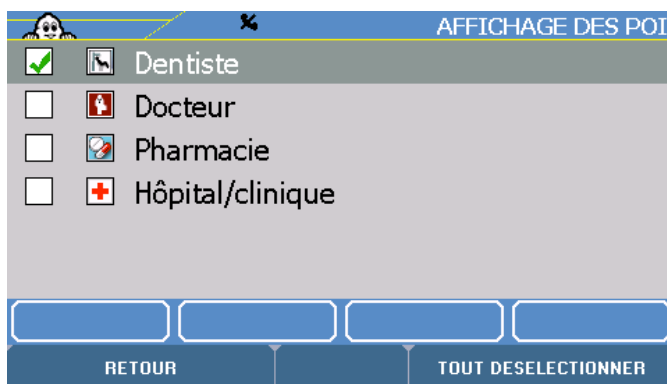 AFFICHAGE DES POI
Dentiste
Docteur
Pharmacie
Hôpital/clinique
RETOUR
TOUT DESELECTIONNER